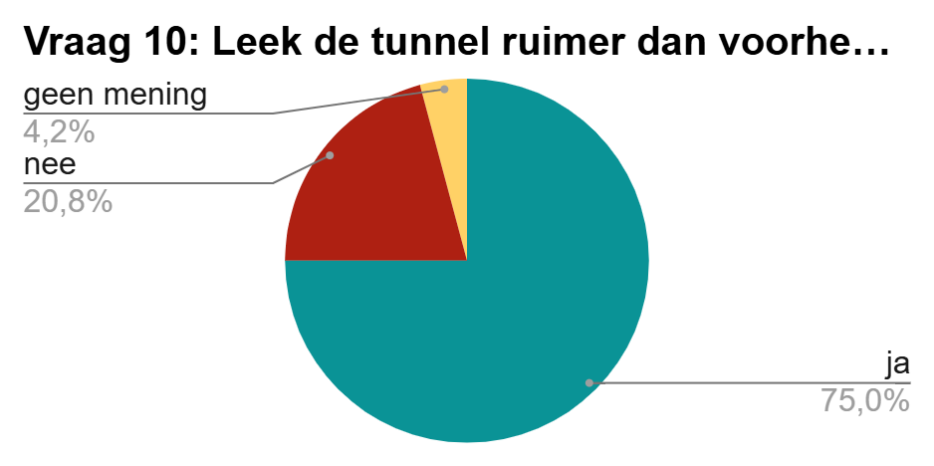 Vraag 10: Leek de tunnel ruimer dan voorhe…
geen mening
4,2%
nee
20,8%
ja
75,0%